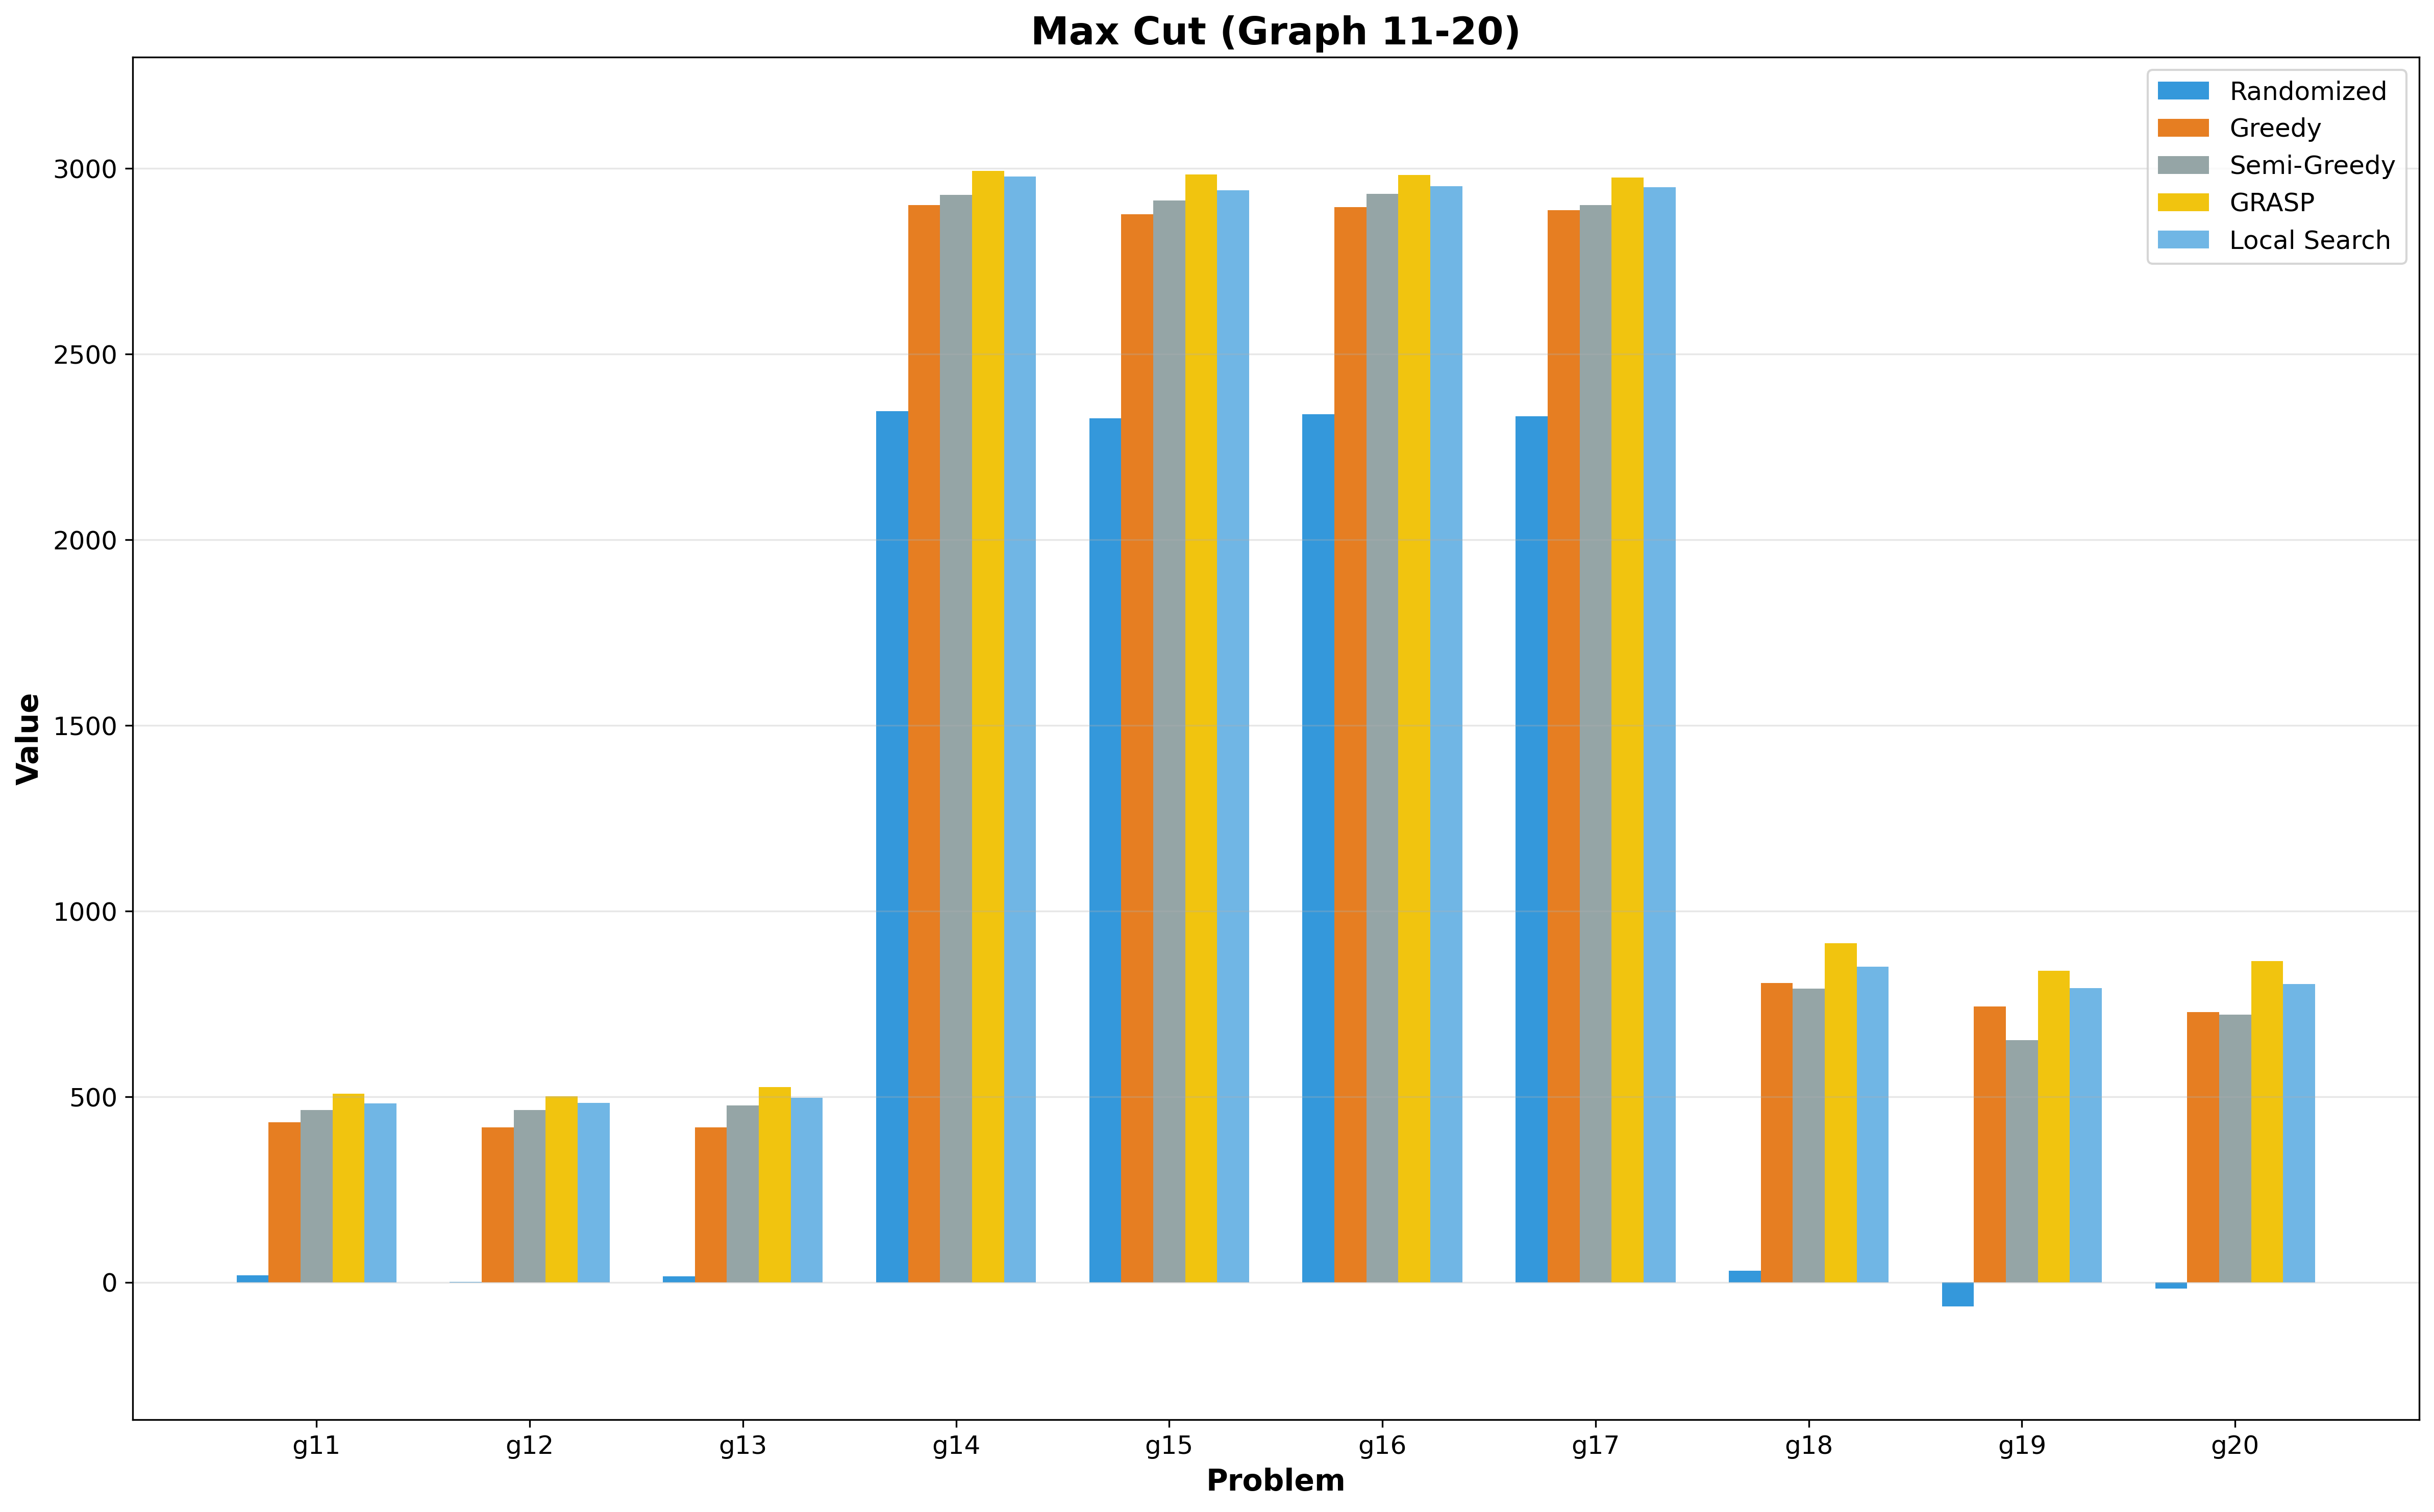 Max Cut (Graph 11-20)
Randomized
Greedy
Semi-Greedy
GRASP
Local Search
3000
2500
2000
1500
1000
500
0
Value
g11 g12 g13 g14 g15 g16 g17 g18 g19 g20
Problem